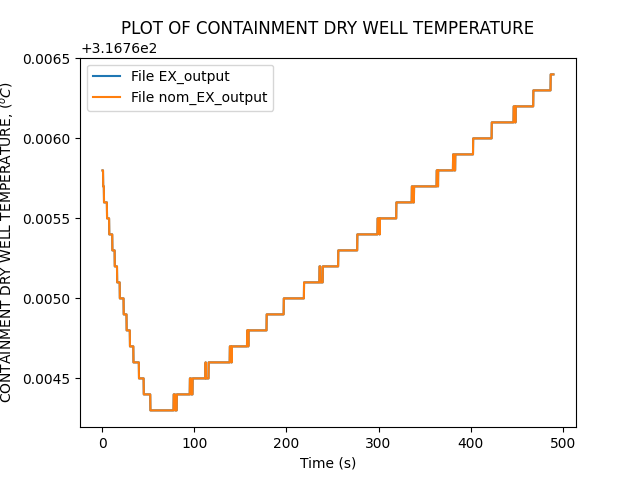 PLOT OF CONTAINMENT DRY WELL TEMPERATURE
+3.1676e2
File EX_output
File nom_EX_output
CONTAINMENT DRY WELL TEMPERATURE, (°C)
0.0065
0.0060
0.0055
0.0050
0.0045
0 100 200 300 400 500
Time (s)